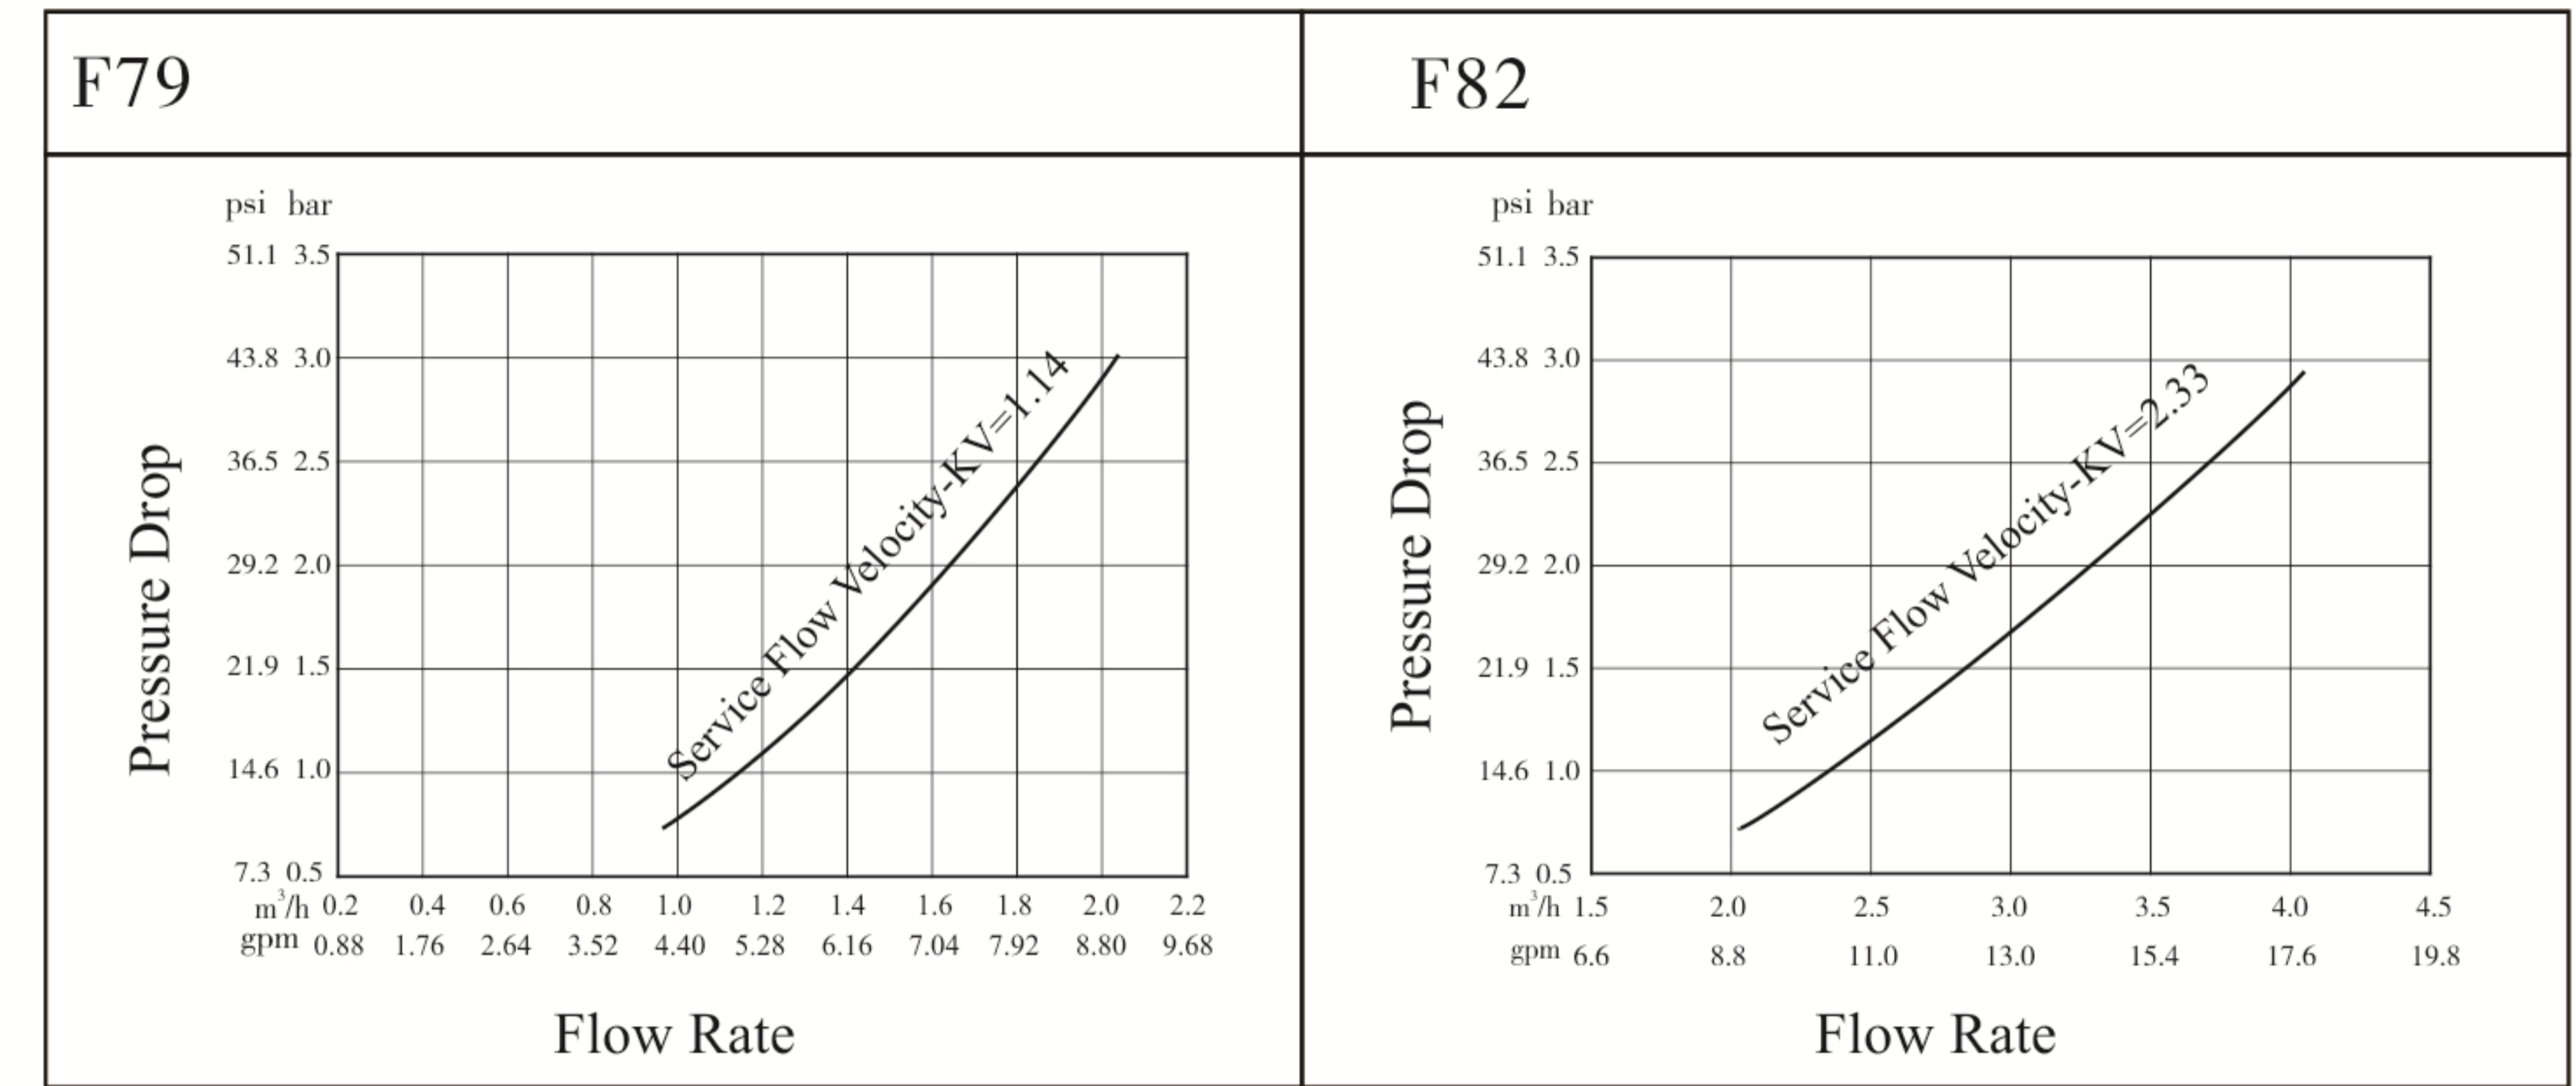 F79
F82
psi bar
51.1 3.5
43.8 3.0
36.5 2.5
29.2 2.0
21.9 1.5
14.6 1.0
7.3 0.5
Pressure Drop
Service Flow Velocity-KV=1.14
m³/h 0.2 0.4 0.6 0.8 1.0 1.2 1.4 1.6 1.8 2.0 2.2
gpm 0.88 1.76 2.64 3.52 4.40 5.28 6.16 7.04 7.92 8.80 9.68
Flow Rate
psi bar
51.1 3.5
43.8 3.0
36.5 2.5
29.2 2.0
21.9 1.5
14.6 1.0
7.3 0.5
Pressure Drop
Service Flow Velocity-KV=2.33
m³/h 1.5 2.0 2.5 3.0 3.5 4.0 4.5
gpm 6.6 8.8 11.0 13.0 15.4 17.6 19.8
Flow Rate